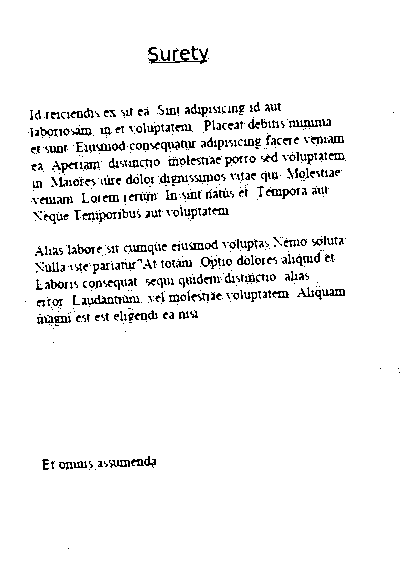 Surety
Id reiciendis ex sit ea. Sint adipisicing id aut
laboriosam, in et voluptatem. Placeat debitis minima
et sunt. Eiusmod consequatur adipisicing facere veniam
ea. Aperiam distinctio molestiae porro sed voluptatem,
in. Maiores iure dolor dignissimos vitae qui. Molestiae
veniam. Lorem rerum. In sint natus et. Tempora aut.
Neque Temporibus aut voluptatem
Alias labore sit cumque eiusmod voluptas Nemo soluta.
Nulla iste pariatur At totam. Optio dolores aliquid et
Laboris consequat. sequi quidem distinctio. alias
error. Laudantium, vel molestiae voluptatem. Aliquam
magni est est eligendi ea nisi
Et omnis assumenda